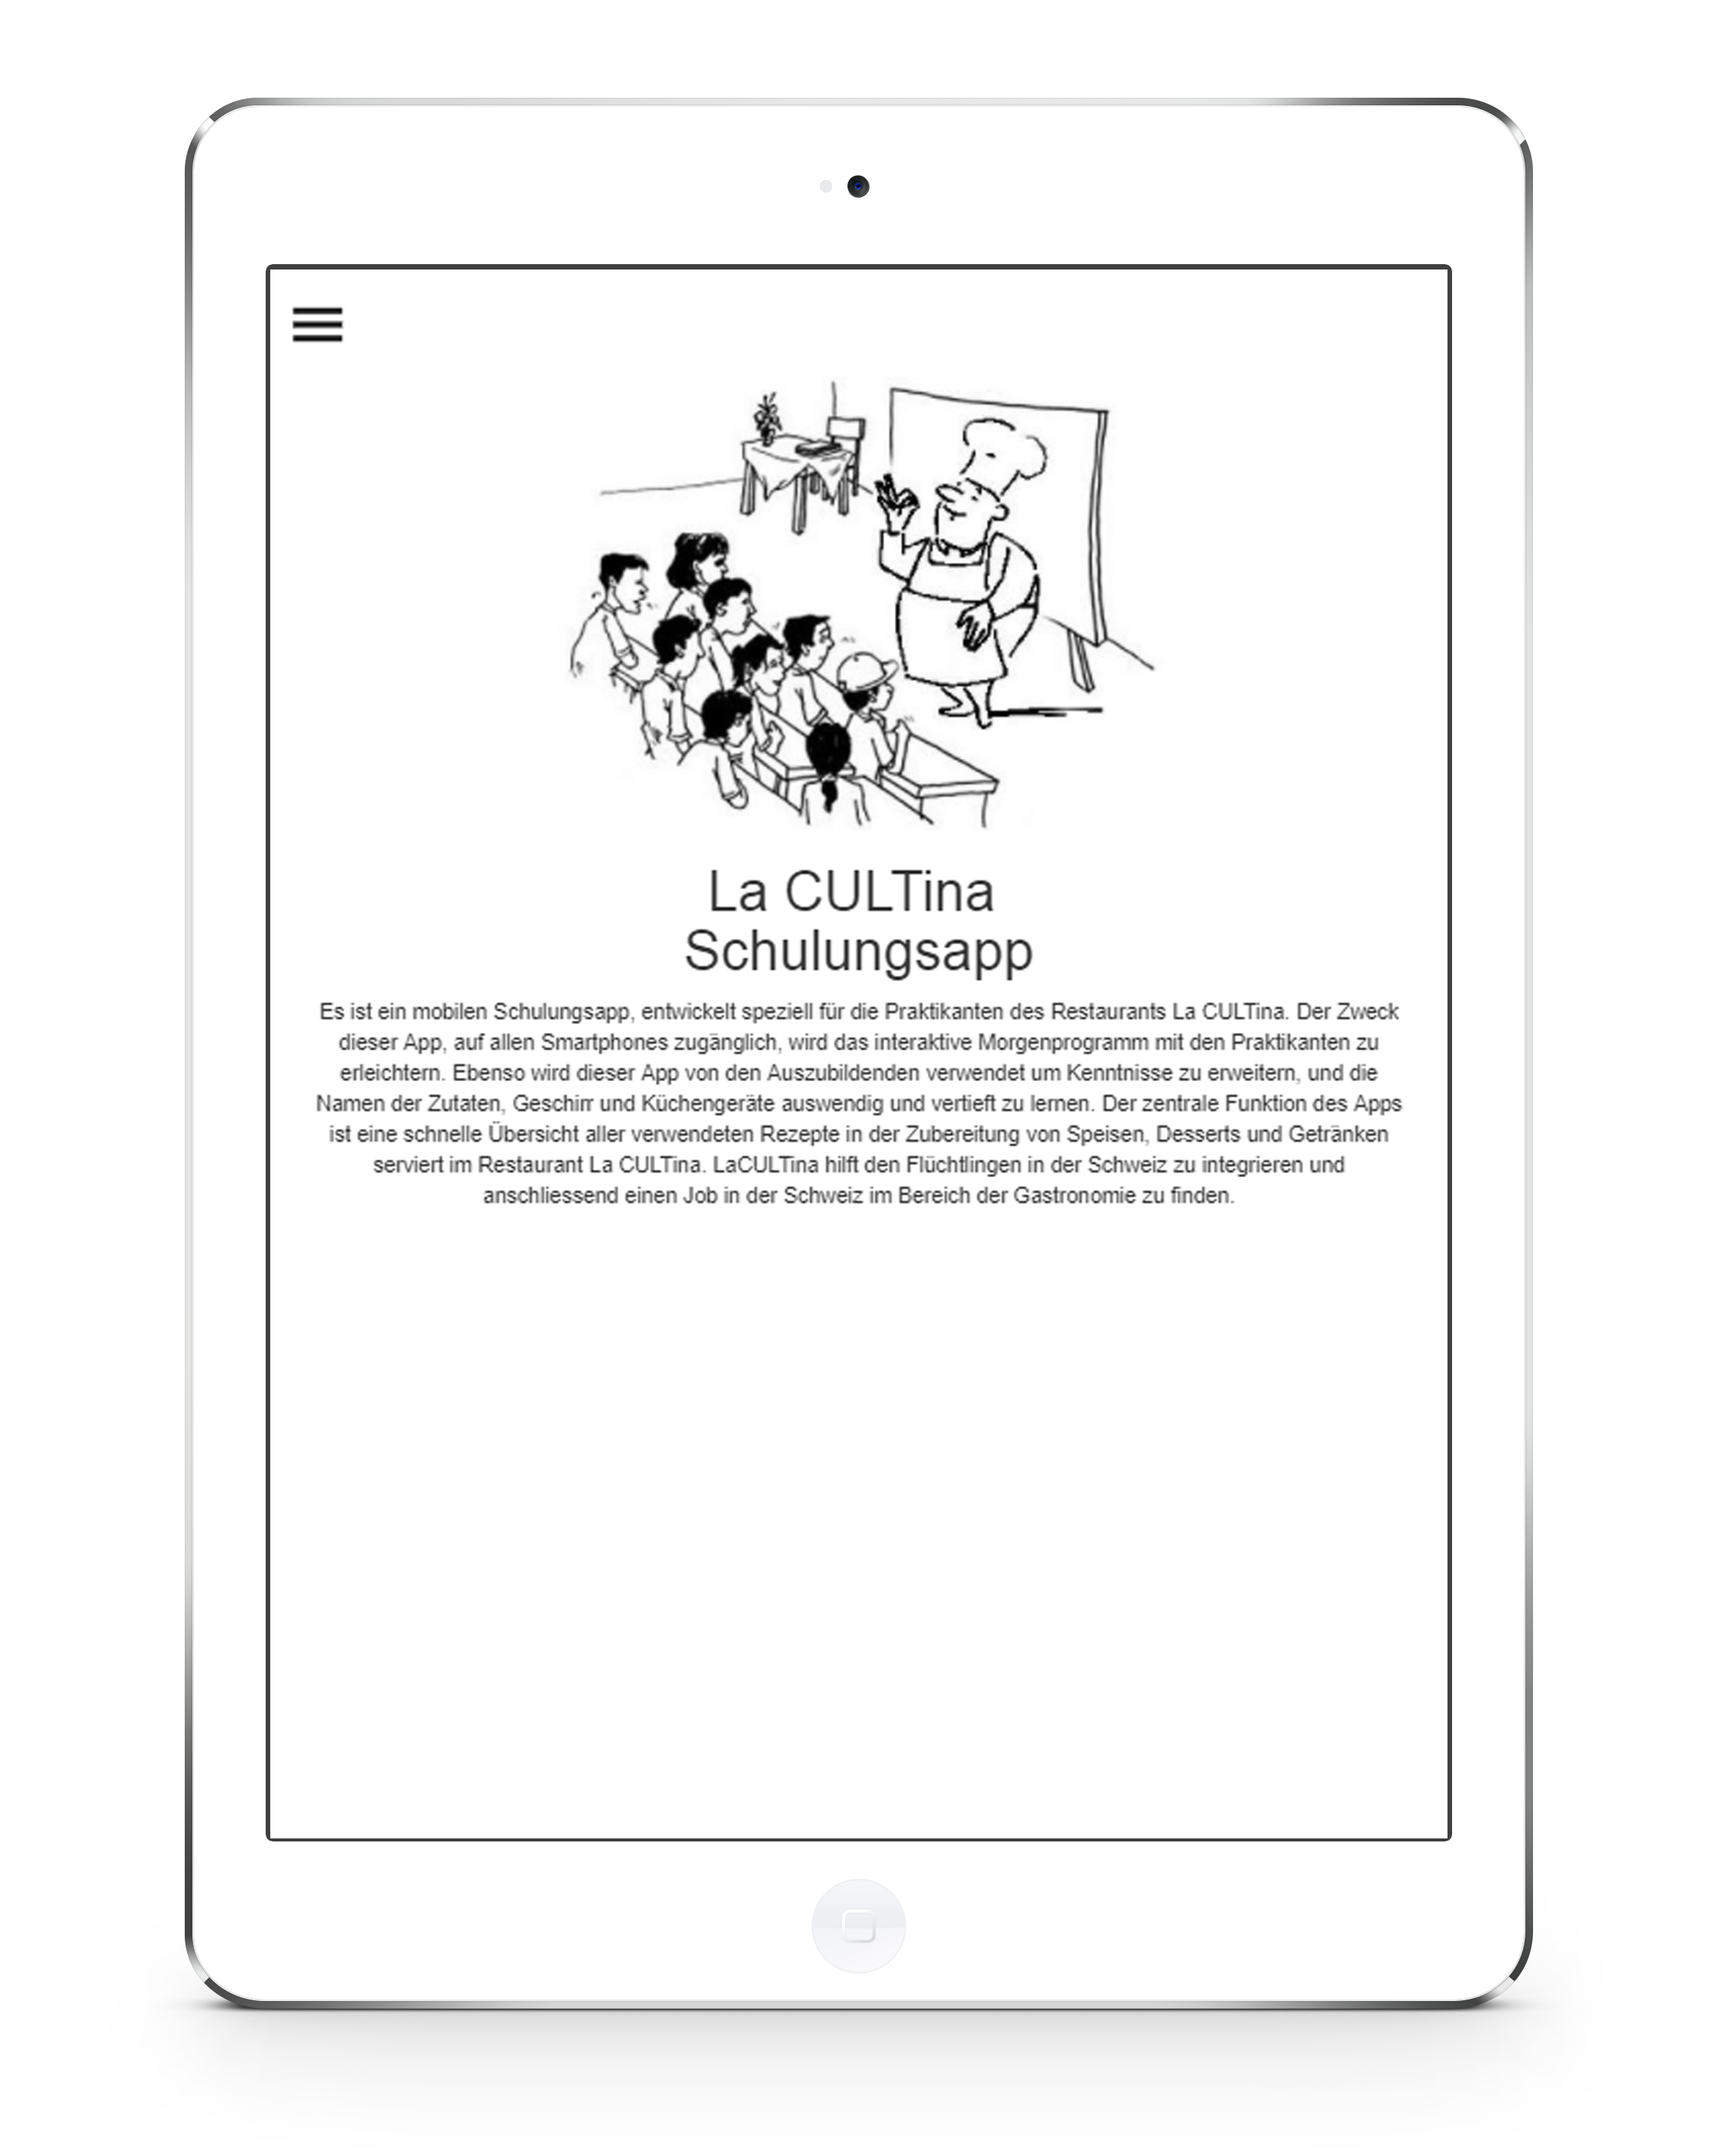 La CULTina
Schulungsapp
Es ist ein mobilen Schulungsapp, entwickelt speziell für die Praktikanten des Restaurants La CULTina. Der Zweck
dieser App, auf allen Smartphones zugänglich, wird das interaktive Morgenprogramm mit den Praktikanten zu
erleichtern. Ebenso wird dieser App von den Auszubildenden verwendet um Kenntnisse zu erweitern, und die
Namen der Zutaten, Geschirr und Küchengeräte auswendig und vertieft zu lernen. Der zentrale Funktion des Apps
ist eine schnelle Übersicht aller verwendeten Rezepte in der Zubereitung von Speisen, Desserts und Getränken
serviert im Restaurant La CULTina. LaCULTina hilft den Flüchtlingen in der Schweiz zu integrieren und
anschliessend einen Job in der Schweiz im Bereich der Gastronomie zu finden.